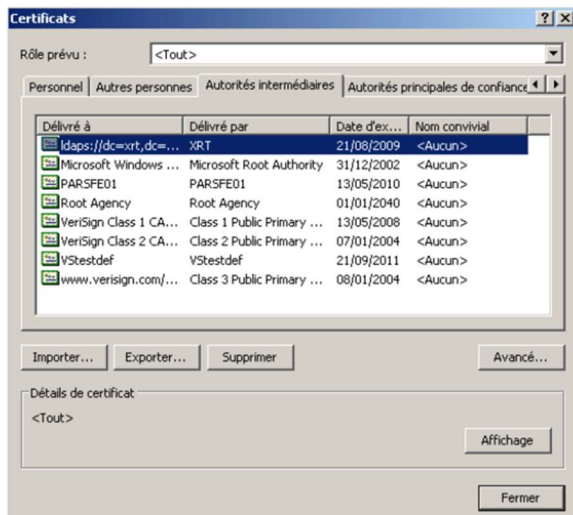 Certificats
Rôle prévu :
<Tout>
Personnel Autres personnes Autorités intermédiaires Autorités principales de confiance
Délivré à Délivré par Date d'ex... Nom convivial
ldaps://dc=xrt,dc=... XRT 21/08/2009 <Aucun>
Microsoft Windows ... Microsoft Root Authority 31/12/2002 <Aucun>
PARSFE01 PARSFE01 13/05/2010 <Aucun>
Root Agency Root Agency 01/01/2040 <Aucun>
VeriSign Class 1 CA... Class 1 Public Primary ... 13/05/2008 <Aucun>
VeriSign Class 2 CA... Class 2 Public Primary ... 07/01/2004 <Aucun>
VStestdef VStestdef 21/09/2011 <Aucun>
www.verisign.com/... Class 3 Public Primary ... 08/01/2004 <Aucun>
Importer... Exporter... Supprimer Avancé...
Détails de certificat
<Tout>
Affichage
Fermer